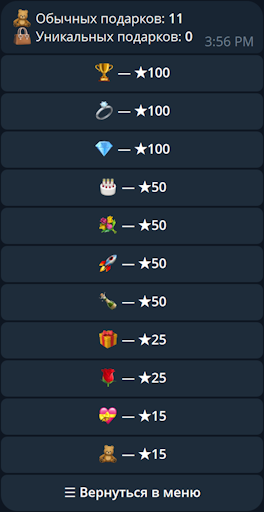 🧸 Обычных подарков: 11
👜 Уникальных подарков: 0
3:56 PM
🏆 — ★100
💍 — ★100
💎 — ★100
🎂 — ★50
💐 — ★50
🚀 — ★50
🍾 — ★50
🎁 — ★25
🌹 — ★25
💝 — ★15
🧸 — ★15
☰ Вернуться в меню